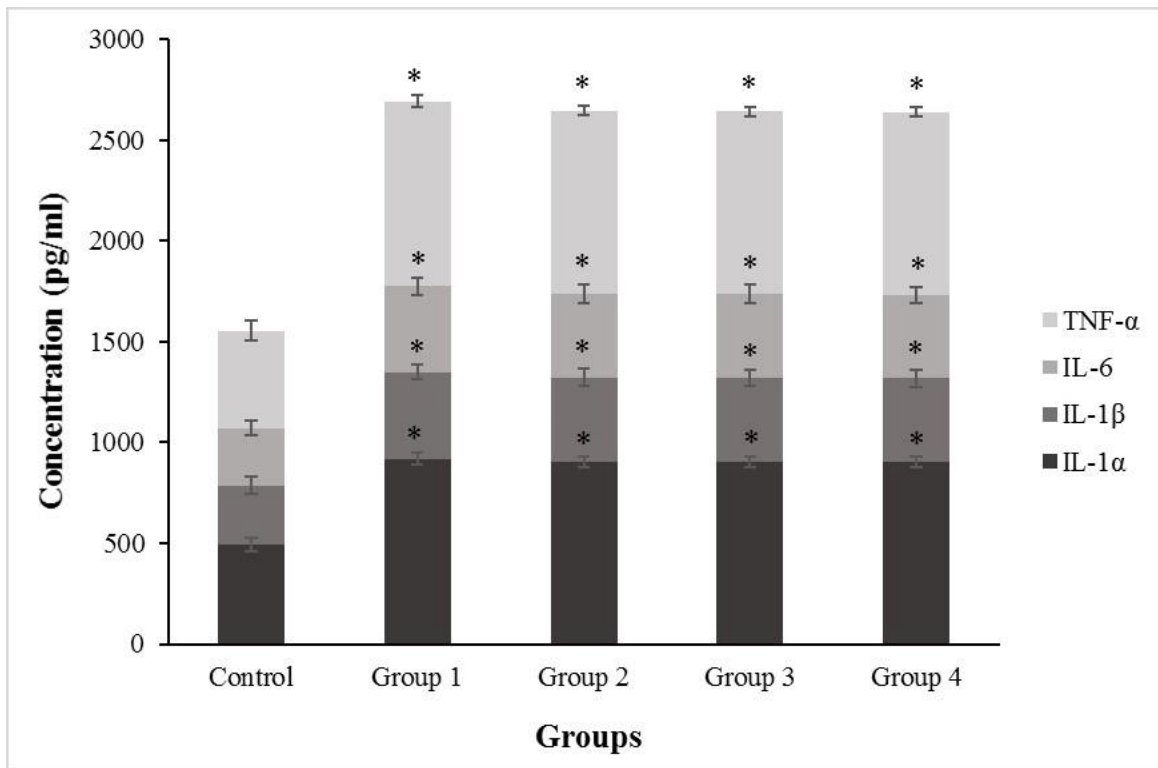 3000
2500
2000
1500
1000
500
0
Concentration (pg/ml)
* * * * *
* * * *
* * * *
* * * *
TNF-α
IL-6
IL-1β
IL-1α
Control Group 1 Group 2 Group 3 Group 4
Groups